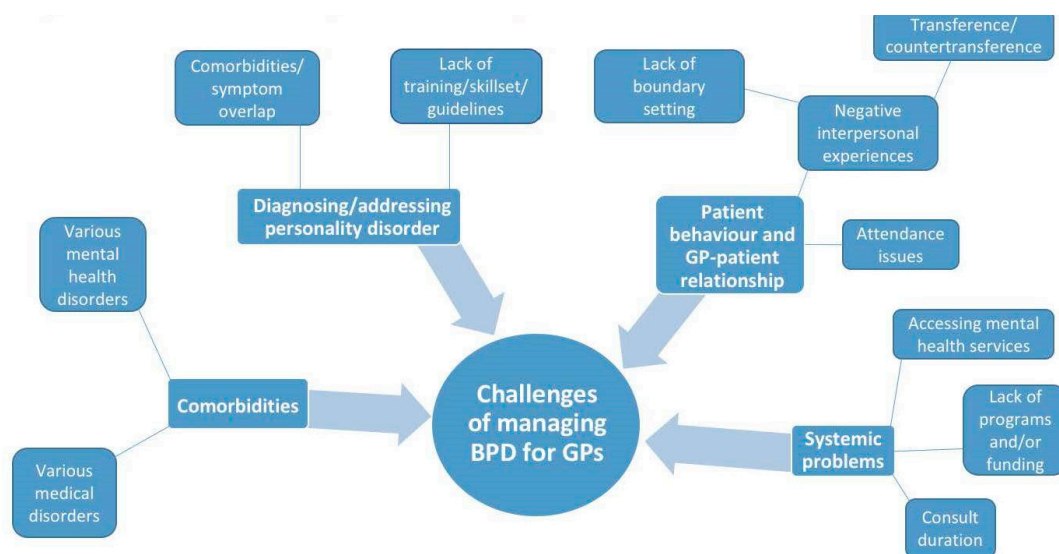 Transference/
countertransference
Comorbidities/
symptom
overlap
Lack of
training/skillset/
guidelines
Lack of
boundary
setting
Negative
interpersonal
experiences
Diagnosing/addressing
personality disorder
Patient
behaviour and
GP-patient
relationship
Attendance
issues
Various
mental
health
disorders
Accessing mental
health services
Comorbidities
Challenges
of managing
BPD for GPs
Lack of
programs
and/or
funding
Systemic
problems
Various
medical
disorders
Consult
duration